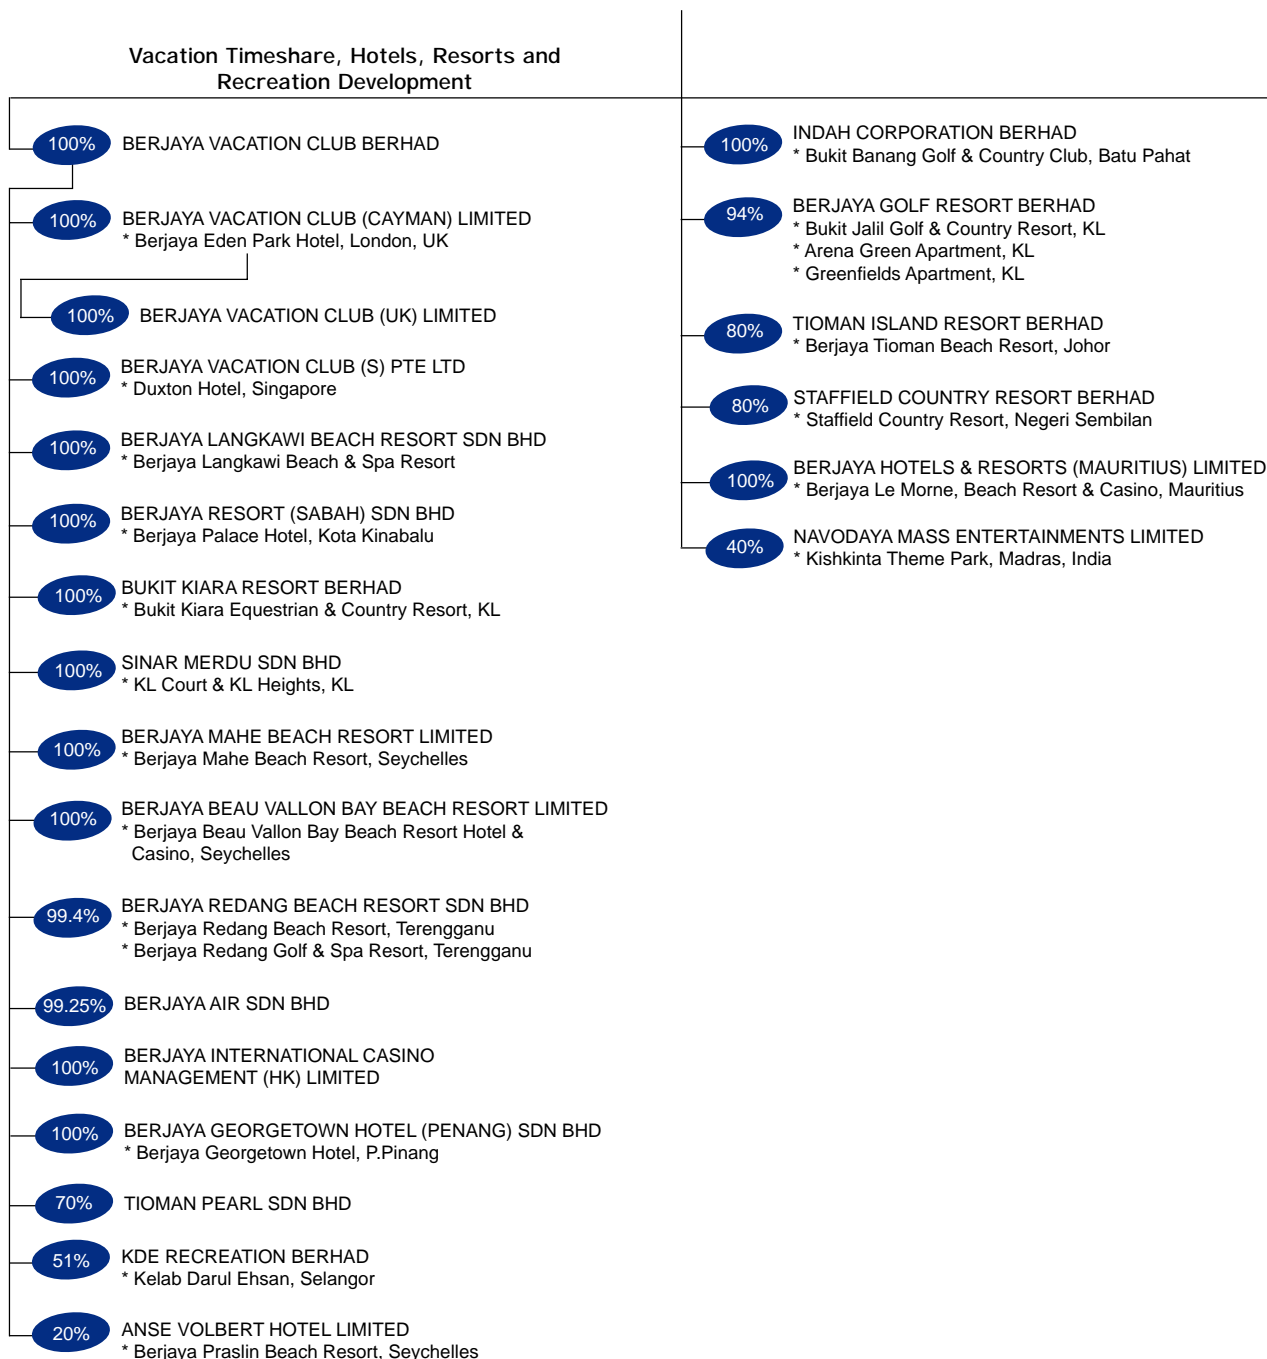 Vacation Timeshare, Hotels, Resorts and
Recreation Development
100% BERJAYA VACATION CLUB BERHAD
100% BERJAYA VACATION CLUB (CAYMAN) LIMITED
* Berjaya Eden Park Hotel, London, UK
100% BERJAYA VACATION CLUB (UK) LIMITED
100% BERJAYA VACATION CLUB (S) PTE LTD
* Duxton Hotel, Singapore
100% BERJAYA LANGKAWI BEACH RESORT SDN BHD
* Berjaya Langkawi Beach & Spa Resort
100% BERJAYA RESORT (SABAH) SDN BHD
* Berjaya Palace Hotel, Kota Kinabalu
100% BUKIT KIARA RESORT BERHAD
* Bukit Kiara Equestrian & Country Resort, KL
100% SINAR MERDU SDN BHD
* KL Court & KL Heights, KL
100% BERJAYA MAHE BEACH RESORT LIMITED
* Berjaya Mahe Beach Resort, Seychelles
100% BERJAYA BEAU VALLON BAY BEACH RESORT LIMITED
* Berjaya Beau Vallon Bay Beach Resort Hotel &
Casino, Seychelles
99.4% BERJAYA REDANG BEACH RESORT SDN BHD
* Berjaya Redang Beach Resort, Terengganu
* Berjaya Redang Golf & Spa Resort, Terengganu
99.25% BERJAYA AIR SDN BHD
100% BERJAYA INTERNATIONAL CASINO
MANAGEMENT (HK) LIMITED
100% BERJAYA GEORGETOWN HOTEL (PENANG) SDN BHD
* Berjaya Georgetown Hotel, P.Pinang
70% TIOMAN PEARL SDN BHD
51% KDE RECREATION BERHAD
* Kelab Darul Ehsan, Selangor
20% ANSE VOLBERT HOTEL LIMITED
* Berjaya Praslin Beach Resort, Seychelles
100% INDAH CORPORATION BERHAD
* Bukit Banang Golf & Country Club, Batu Pahat
94% BERJAYA GOLF RESORT BERHAD
* Bukit Jalil Golf & Country Resort, KL
* Arena Green Apartment, KL
* Greenfields Apartment, KL
80% TIOMAN ISLAND RESORT BERHAD
* Berjaya Tioman Beach Resort, Johor
80% STAFFIELD COUNTRY RESORT BERHAD
* Staffield Country Resort, Negeri Sembilan
100% BERJAYA HOTELS & RESORTS (MAURITIUS) LIMITED
* Berjaya Le Morne, Beach Resort & Casino, Mauritius
40% NAVODAYA MASS ENTERTAINMENTS LIMITED
* Kishkinta Theme Park, Madras, India